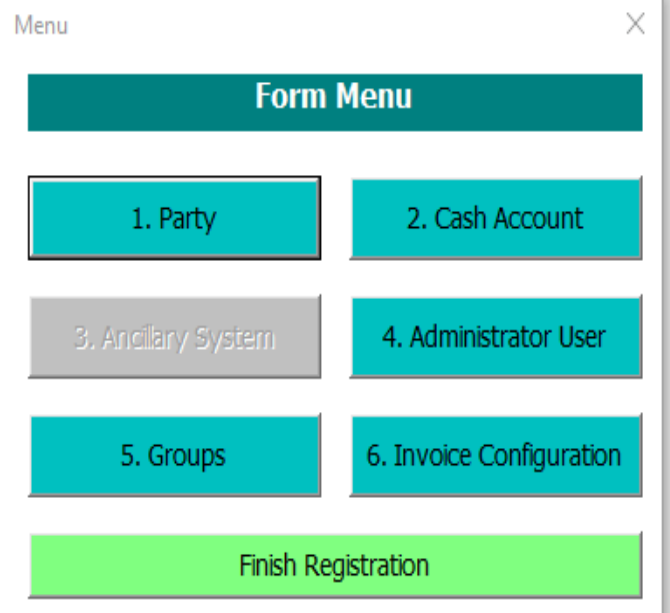 Menu
Form Menu
1. Party
2. Cash Account
3. Ancillary System
4. Administrator User
5. Groups
6. Invoice Configuration
Finish Registration